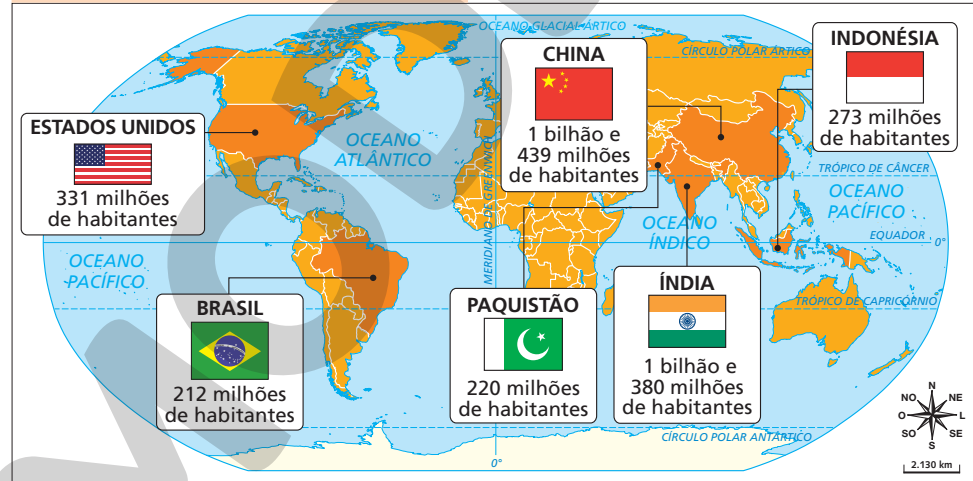 OCEANO GLACIAL ÁRTICO
CÍRCULO POLAR ÁRTICO
CHINA
1 bilhão e
439 milhões
de habitantes
INDONÉSIA
273 milhões
de habitantes
ESTADOS UNIDOS
331 milhões
de habitantes
OCEANO
ATLÂNTICO
MERIDIANO DE GREENWICH
TRÓPICO DE CÂNCER
OCEANO
PACÍFICO
OCEANO
ÍNDICO
EQUADOR
0°
OCEANO
PACÍFICO
BRASIL
212 milhões
de habitantes
PAQUISTÃO
220 milhões
de habitantes
ÍNDIA
1 bilhão e
380 milhões
de habitantes
TRÓPICO DE CAPRICÓRNIO
CÍRCULO POLAR ANTÁRTICO
0°
N
NO NE
O L
SO SE
S
2.130 km